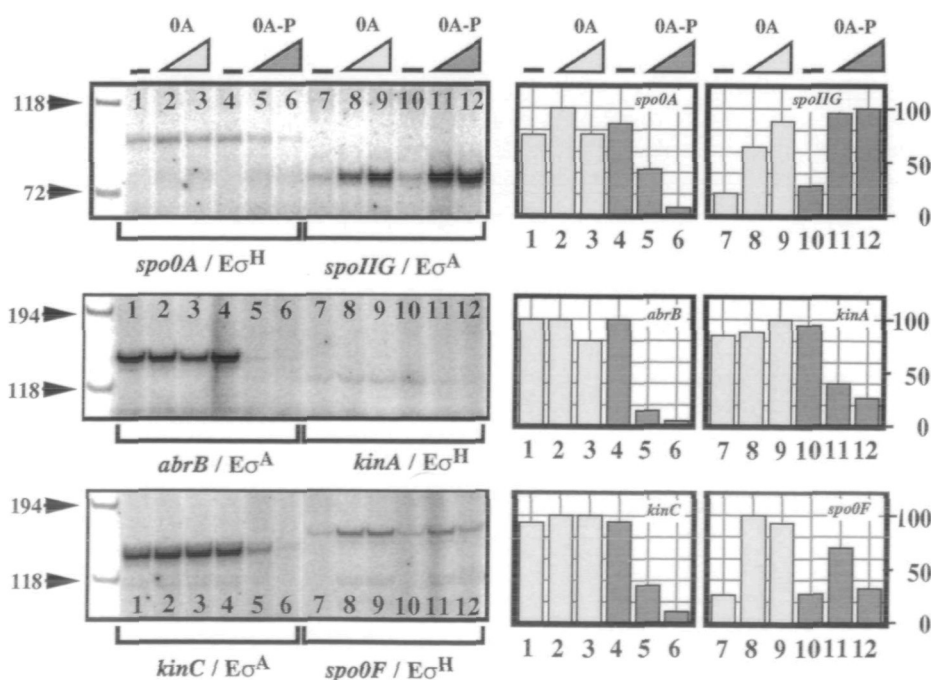 0A 0A-P 0A 0A-P 0A 0A-P 0A 0A-P
118
72
1 2 3 4 5 6 7 8 9 10 11 12
spo0A / EσH spoIIG / EσA
spo0A
spoIIG
100
50
0
1 2 3 4 5 6 7 8 9 10 11 12
194
118
1 2 3 4 5 6 7 8 9 10 11 12
abrB / EσA kinA / EσH
abrB
kinA
100
50
0
1 2 3 4 5 6 7 8 9 10 11 12
194
118
1 2 3 4 5 6 7 8 9 10 11 12
kinC / EσA spo0F / EσH
kinC
spo0F
100
50
0
1 2 3 4 5 6 7 8 9 10 11 12